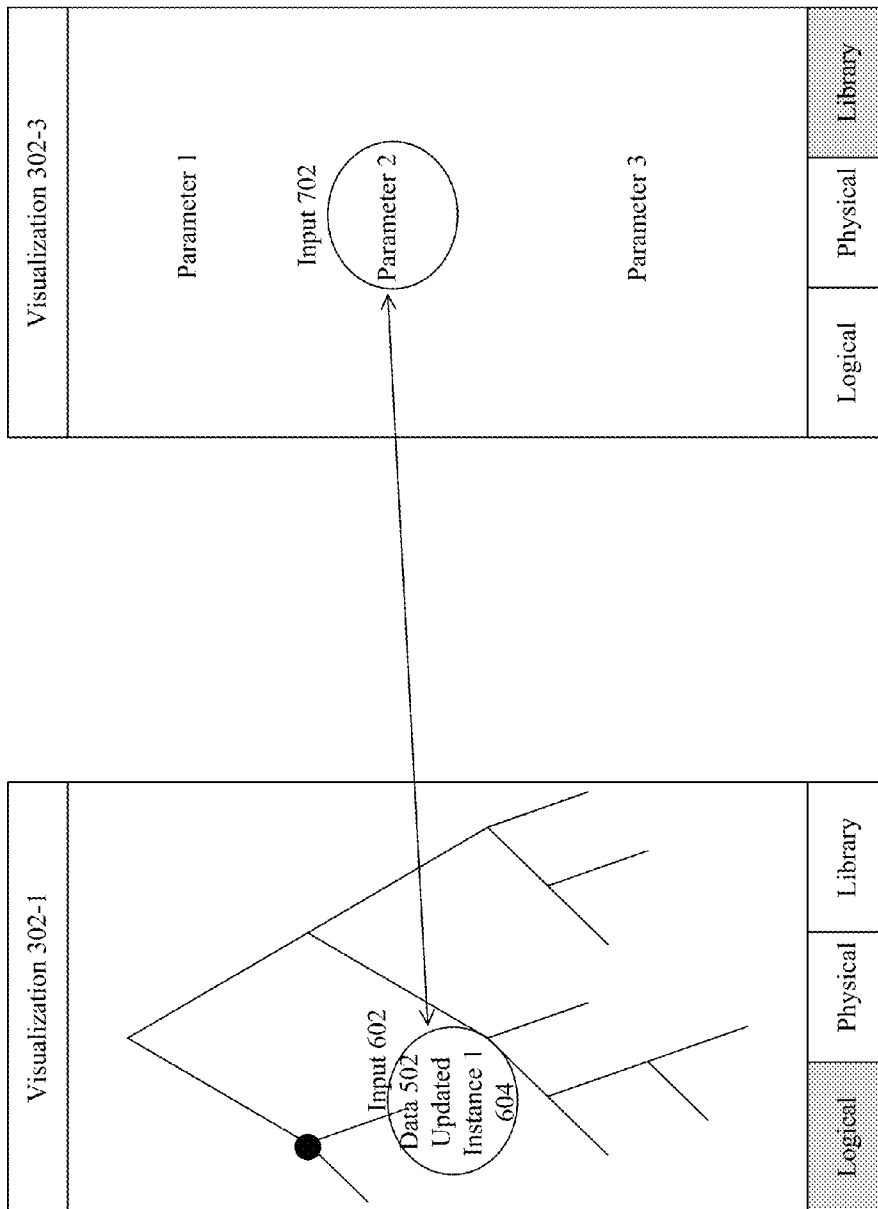 Visualization 302-1
Input 602
Data 502
Updated
Instance 1
604
Logical
Physical
Library
Visualization 302-3
Parameter 1
Input 702
Parameter 2
Parameter 3
Logical
Physical
Library